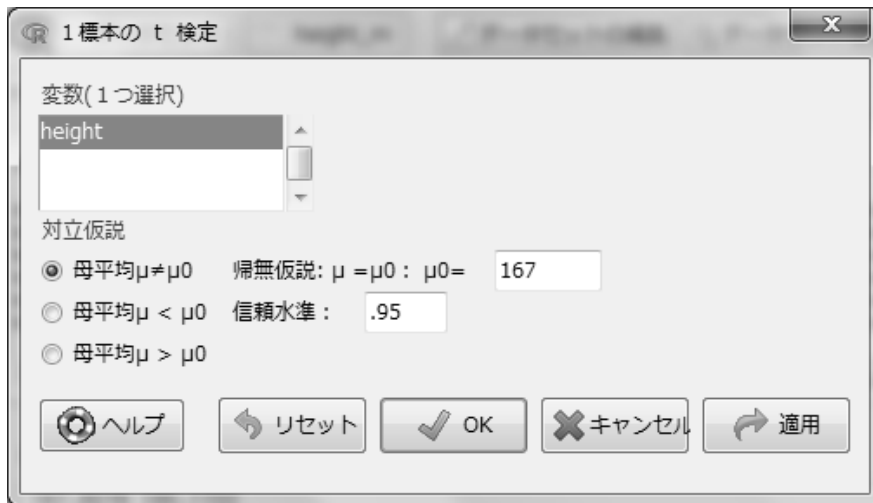 1標本の t 検定
変数(1つ選択)
height
対立仮説
母平均μ≠μ0 帰無仮説: μ =μ0 : μ0= 167
母平均μ < μ0 信頼水準 : .95
母平均μ > μ0
ヘルプ リセット OK キャンセル 適用